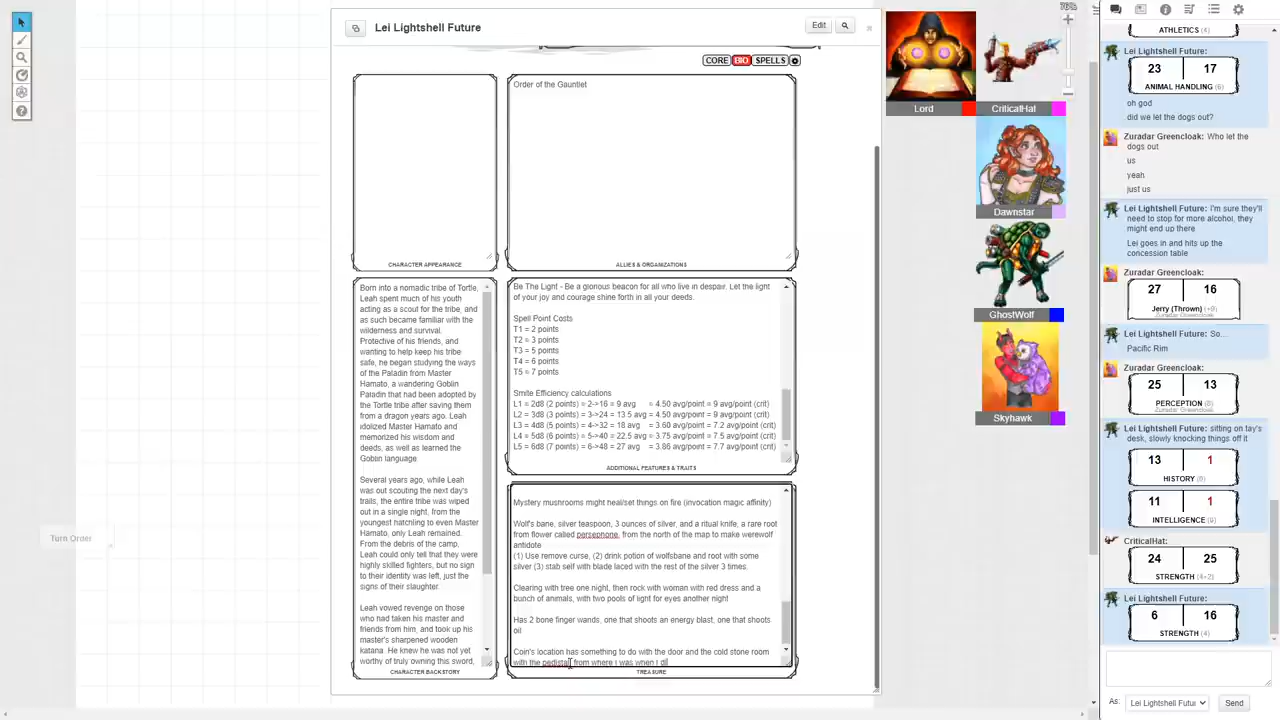 Lei Lightshell Future
Edit
CORE
BIO
SPELLS
CHARACTER APPEARANCE
Order of the Gauntlet
ALLIES & ORGANIZATIONS
Born into a nomadic tribe of Tortle,
Leah spent much of his youth
acting as a scout for the tribe, and
as such became familiar with the
wilderness and survival.
Protective of his friends, and
wanting to help keep his tribe
safe, he began studying the ways
of the Paladin from Master
Hamato, a wandering Goblin
Paladin that had been adopted by
the Tortle tribe after saving them
from a dragon years ago. Leah
idolized Master Hamato and
memorized his wisdom and
deeds, as well as learned the
Goblin language.
Several years ago, while Leah
was out scouting the next day's
trails, the entire tribe was wiped
out in a single night, from the
youngest hatchling to even Master
Hamato, only Leah remained.
From the debris of the camp,
Leah could only tell that they were
highly skilled fighters, but no sign
to their identity was left, just the
signs of their slaughter.
Leah vowed revenge on those
who had taken his master and
friends from him, and took up his
master's sharpened wooden
katana. He knew he was not yet
worthy of truly owning this sword,
CHARACTER BACKSTORY
Be The Light - Be a glorious beacon for all who live in despair. Let the light
of your joy and courage shine forth in all your deeds.
Spell Point Costs
T1 = 2 points
T2 = 3 points
T3 = 5 points
T4 = 6 points
T5 = 7 points
Smite Efficiency calculations
L1 = 2d8 (2 points) = 2->16 = 9 avg = 4.50 avg/point = 9 avg/point (crit)
L2 = 3d8 (3 points) = 3->24 = 13.5 avg = 4.50 avg/point = 9 avg/point (crit)
L3 = 4d8 (5 points) = 4->32 = 18 avg = 3.60 avg/point = 7.2 avg/point (crit)
L4 = 5d8 (6 points) = 5->40 = 22.5 avg = 3.75 avg/point = 7.5 avg/point (crit)
L5 = 6d8 (7 points) = 6->48 = 27 avg = 3.86 avg/point = 7.7 avg/point (crit)
ADDITIONAL FEATURES & TRAITS
Mystery mushrooms might heal/set things on fire (invocation magic affinity)
Wolf's bane, silver teaspoon, 3 ounces of silver, and a ritual knife, a rare root
from flower called persephone, from the north of the map to make werewolf
antidote
(1) Use remove curse, (2) drink potion of wolfsbane and root with some
silver (3) stab self with blade laced with the rest of the silver 3 times.
Clearing with tree one night, then rock with woman with red dress and a
bunch of animals, with two pools of light for eyes another night
Has 2 bone finger wands, one that shoots an energy blast, one that shoots
oil
Coin's location has something to do with the door and the cold stone room
with the pedistal from where i was when i di
TREASURE
Turn Order
Lord
CriticalHat
Dawnstar
GhostWolf
Skyhawk
ATHLETICS (4)
Lei Lightshell Future:
23 17
ANIMAL HANDLING (6)
oh god
did we let the dogs out?
Zuradar Greencloak: Who let the
dogs out
us
yeah
just us
Lei Lightshell Future: I'm sure they'll
need to stop for more alcohol, they
might end up there
Lei goes in and hits up the
concession table
Zuradar Greencloak:
27 16
Jerry (Thrown) (+9)
Zuradar Greencloak
Lei Lightshell Future: So...
Pacific Rim
Zuradar Greencloak:
25 13
PERCEPTION (8)
Zuradar Greencloak
Lei Lightshell Future: sitting on tay's
desk, slowly knocking things off it
13 1
HISTORY (0)
11 1
INTELLIGENCE (0)
CriticalHat:
24 25
STRENGTH (4+2)
Lei Lightshell Future:
6 16
STRENGTH (4)
As:
Lei Lightshell Futur
Send